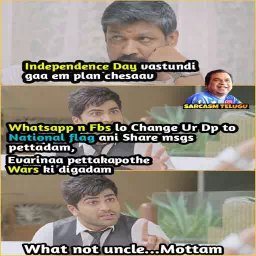 Independence Day vastundi
gaa em plan chesaav
SARCASM TELUGU
Whatsapp n Fbs lo Change Ur Dp to
National flag ani Share msgs
pettadam,
Evarinaa pettakapothe
Wars ki digadam
What not uncle...Mottam